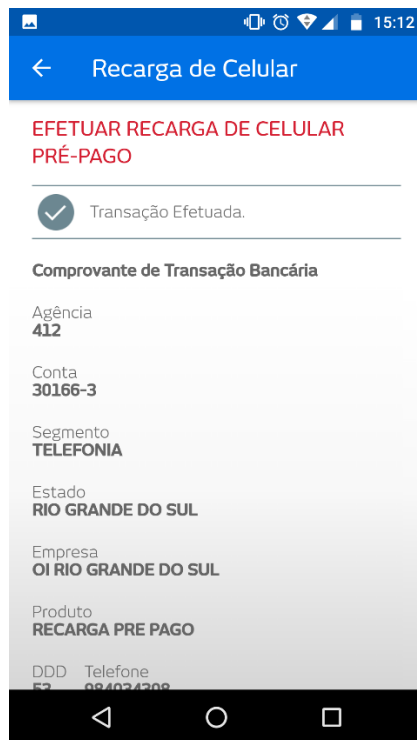 15:12
Recarga de Celular
EFETUAR RECARGA DE CELULAR
PRÉ-PAGO
Transação Efetuada.
Comprovante de Transação Bancária
Agência
412
Conta
30166-3
Segmento
TELEFONIA
Estado
RIO GRANDE DO SUL
Empresa
OI RIO GRANDE DO SUL
Produto
RECARGA PRE PAGO
DDD Telefone
53 984034308